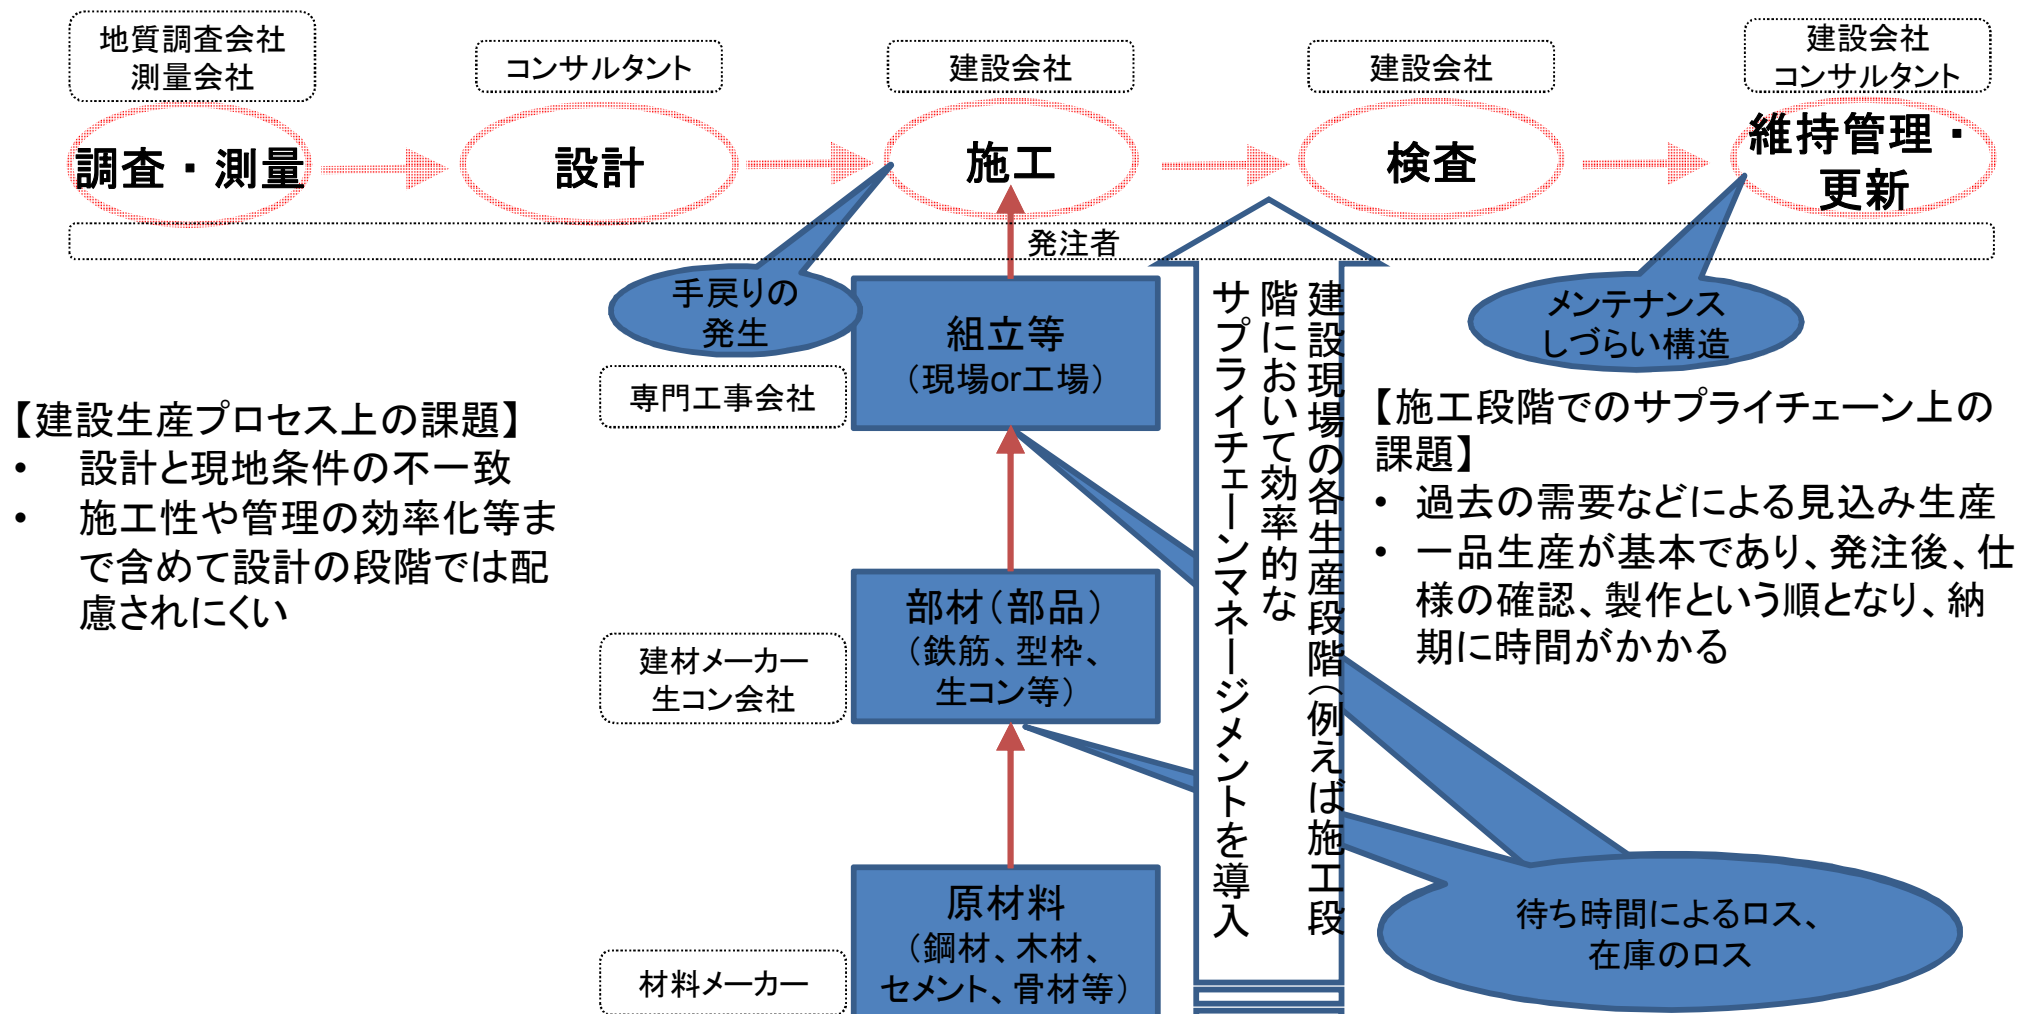 地質調査会社
測量会社
コンサルタント
建設会社
建設会社
建設会社
コンサルタント
調査・測量
設計
施工
検査
維持管理・
更新
発注者
手戻りの
発生
メンテナンス
しづらい構造
組立等
（現場or工場）
専門工事会社
【建設生産プロセス上の課題】
• 設計と現地条件の不一致
• 施工性や管理の効率化等ま
で含めて設計の段階では配
慮されにくい
建設現場の各生産段階（例えば施工段
階において効率的な
サプライチェーンマネージメントを導入
【施工段階でのサプライチェーン上の
課題】
• 過去の需要などによる見込み生産
• 一品生産が基本であり、発注後、仕
様の確認、製作という順となり、納
期に時間がかかる
部材（部品）
（鉄筋、型枠、
生コン等）
建材メーカー
生コン会社
原材料
（鋼材、木材、
セメント、骨材等）
材料メーカー
待ち時間によるロス、
在庫のロス